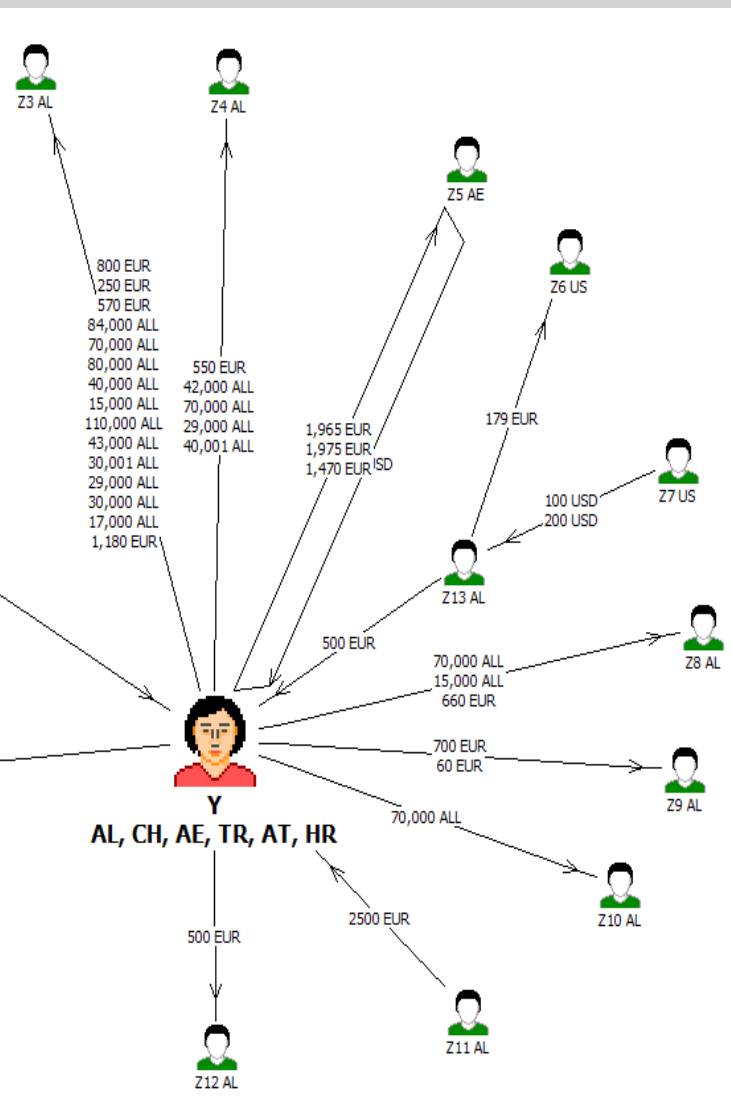 Z3 AL
Z4 AL
Z5 AE
Z6 US
800 EUR
250 EUR
570 EUR
84,000 ALL
70,000 ALL
80,000 ALL
40,000 ALL
15,000 ALL
110,000 ALL
43,000 ALL
30,001 ALL
29,000 ALL
30,000 ALL
17,000 ALL
1,180 EUR
550 EUR
42,000 ALL
70,000 ALL
29,000 ALL
40,001 ALL
1,965 EUR
1,975 EUR
1,470 EUR
179 EUR
Z7 US
100 USD
200 USD
Z13 AL
500 EUR
70,000 ALL
15,000 ALL
660 EUR
Z8 AL
700 EUR
60 EUR
Z9 AL
Y
AL, CH, AE, TR, AT, HR
70,000 ALL
Z10 AL
500 EUR
2500 EUR
Z11 AL
Z12 AL